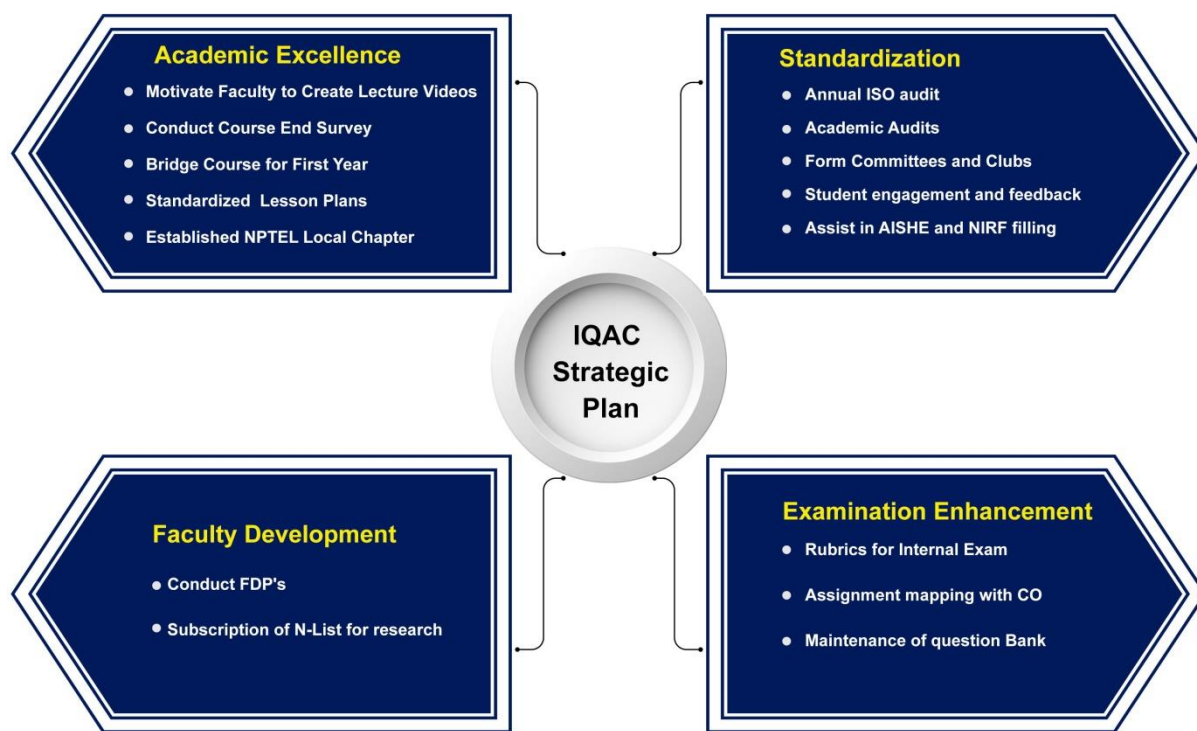 Academic Excellence
Motivate Faculty to Create Lecture Videos
Conduct Course End Survey
Bridge Course for First Year
Standardized Lesson Plans
Established NPTEL Local Chapter
Standardization
Annual ISO audit
Academic Audits
Form Committees and Clubs
Student engagement and feedback
Assist in AISHE and NIRF filling
IQAC
Strategic
Plan
Faculty Development
Conduct FDP's
Subscription of N-List for research
Examination Enhancement
Rubrics for Internal Exam
Assignment mapping with CO
Maintenance of question Bank